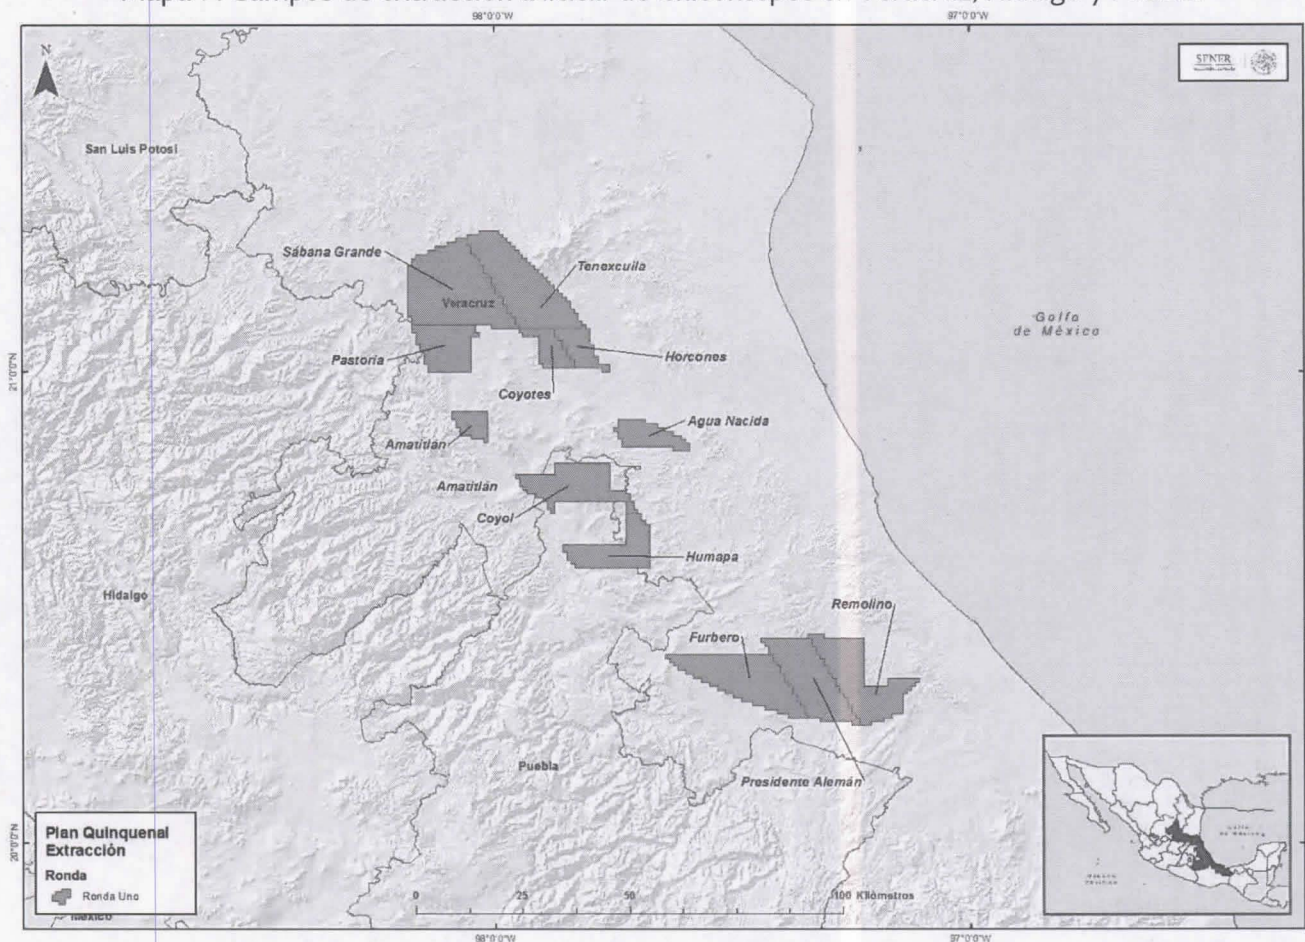 98°0'0"W
97°0'0"W
N
SENER
San Luis Potosí
Sábana Grande
Tenexcuila
Veracruz
Golfo
de México
Pastoría
Horcones
21°0'0"N
Coyotes
Agua Nacida
Amatitlán
Amatitlán
Coyol
Humapa
Hidalgo
Remolino
Furbero
Puebla
Presidente Alemán
Plan Quinquenal
Extracción
Ronda
Ronda Uno
20°0'0"N
México
0
25
50
100 Kilómetros
98°0'0"W
97°0'0"W